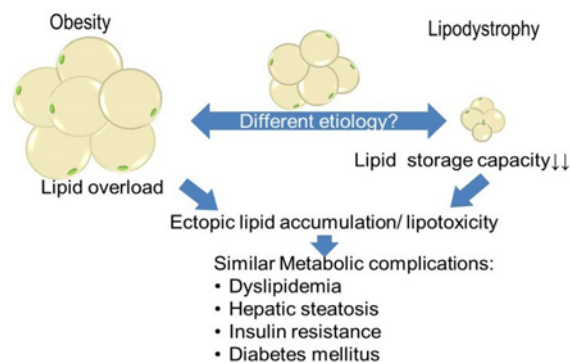 Obesity
Lipodystrophy
Different etiology?
Lipid overload
Lipid storage capacity↓↓
Ectopic lipid accumulation/ lipotoxicity
Similar Metabolic complications:
• Dyslipidemia
• Hepatic steatosis
• Insulin resistance
• Diabetes mellitus